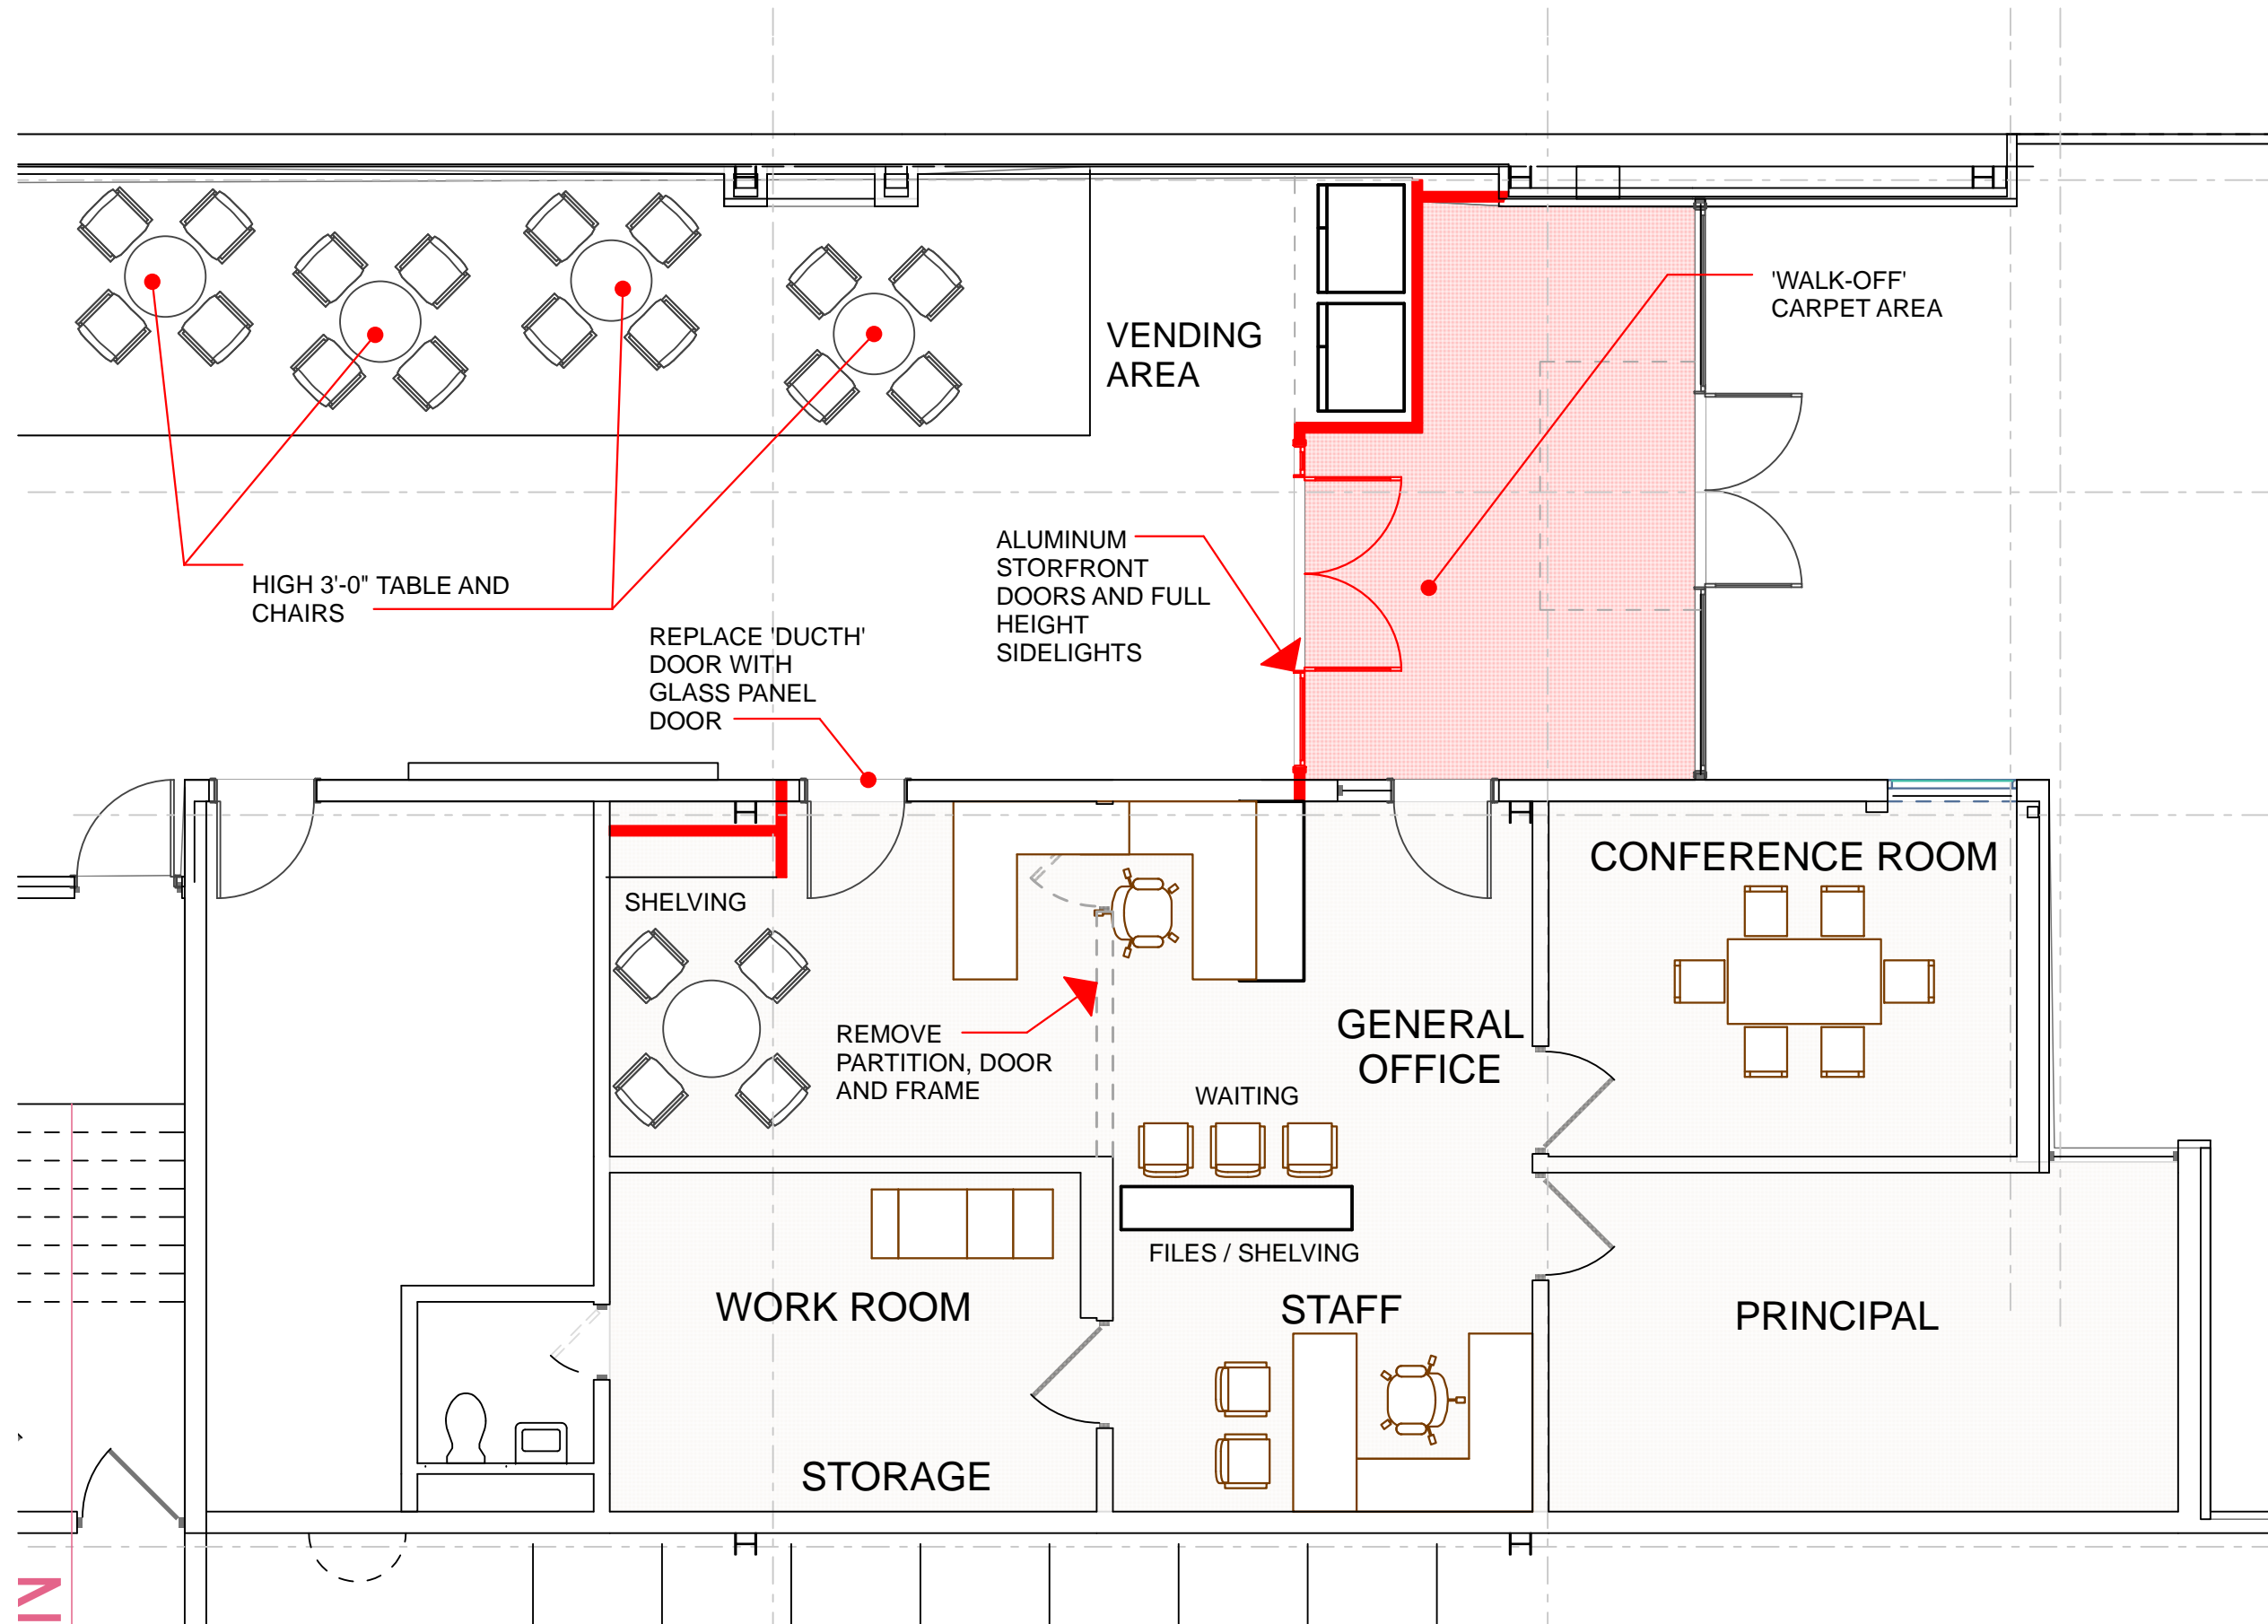 'WALK-OFF'
CARPET AREA
VENDING
AREA
ALUMINUM
STORFRONT
DOORS AND FULL
HEIGHT
SIDELIGHTS
HIGH 3'-0" TABLE AND
CHAIRS
REPLACE 'DUCTH'
DOOR WITH
GLASS PANEL
DOOR
CONFERENCE ROOM
SHELVING
GENERAL
OFFICE
REMOVE
PARTITION, DOOR
AND FRAME
WAITING
FILES / SHELVING
WORK ROOM
STAFF
PRINCIPAL
STORAGE
IN